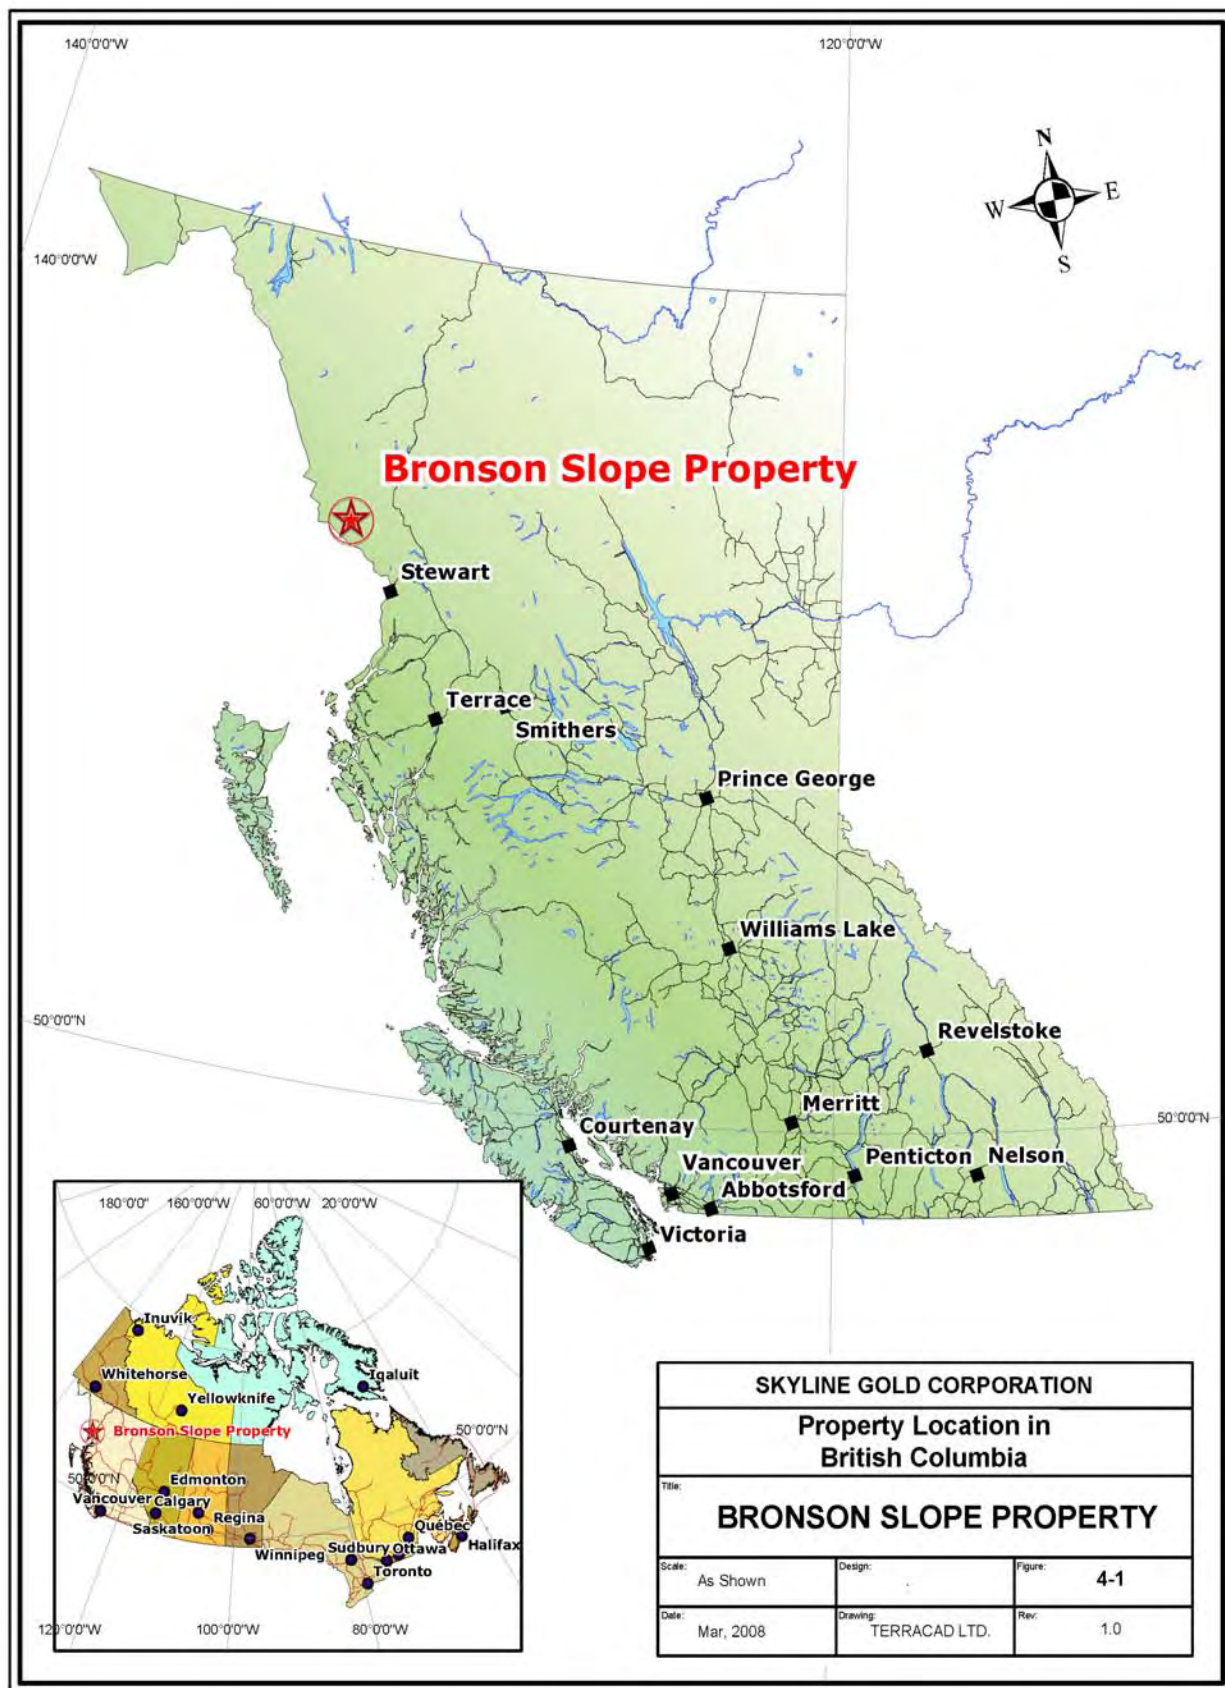 140°0'0"W
120°0'0"W
N
W
E
S
140°0'0"W
Bronson Slope Property
Stewart
Terrace
Smithers
Prince George
Williams Lake
50°0'0"N
Revelstoke
Merritt
50°0'0"N
Courtenay
Penticton
Nelson
Vancouver
Abbotsford
Victoria
180°0'0"
160°0'0"W
60°0'0"W
20°0'0"W
Inuvik
Whitehorse
Iqaluit
Yellowknife
Bronson Slope Property
50°0'0"N
50°0'0"N
Edmonton
Vancouver
Calgary
Regina
Saskatoon
Québec
Winnipeg
Sudbury
Ottawa
Halifax
Toronto
120°0'0"W
100°0'0"W
80°0'0"W
SKYLINE GOLD CORPORATION
Property Location in
British Columbia
Title:
BRONSON SLOPE PROPERTY
Scale:
As Shown
Design:
.
Figure:
4-1
Date:
Mar, 2008
Drawing:
TERRACAD LTD.
Rev:
1.0